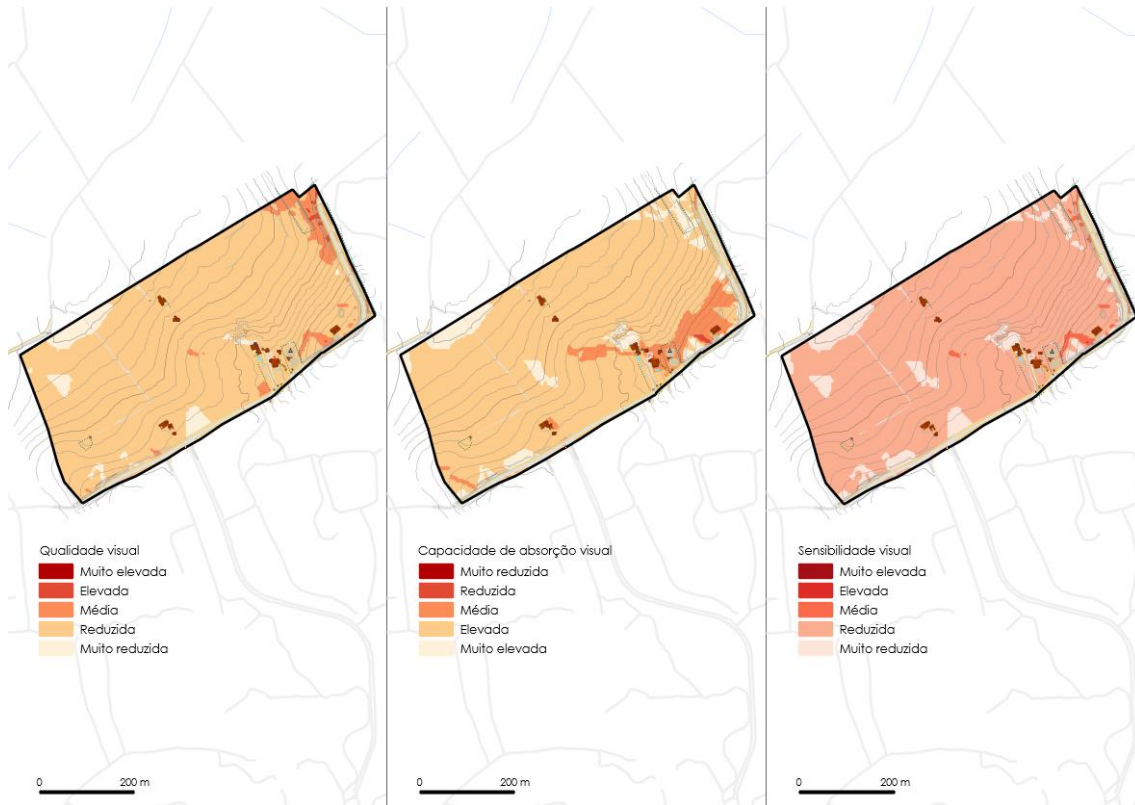 Qualidade visual
Muito elevada
Elevada
Média
Reduzida
Muito reduzida
0 200 m
Capacidade de absorção visual
Muito reduzida
Reduzida
Média
Elevada
Muito elevada
0 200 m
Sensibilidade visual
Muito elevada
Elevada
Média
Reduzida
Muito reduzida
0 200 m